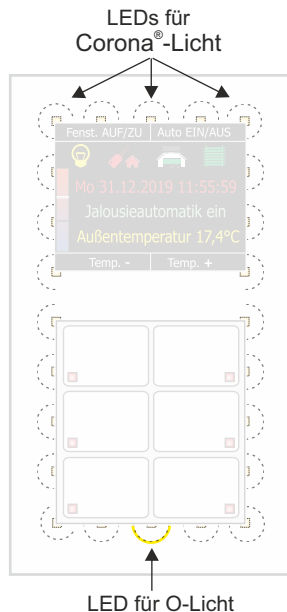 LEDs für
Corona®-Licht
Fenst. AUF/ZU Auto EIN/AUS
Mo 31.12.2019 11:55:59
Jalousieautomatik ein
Außentemperatur 17,4°C
Temp. - Temp. +
LED für O-Licht